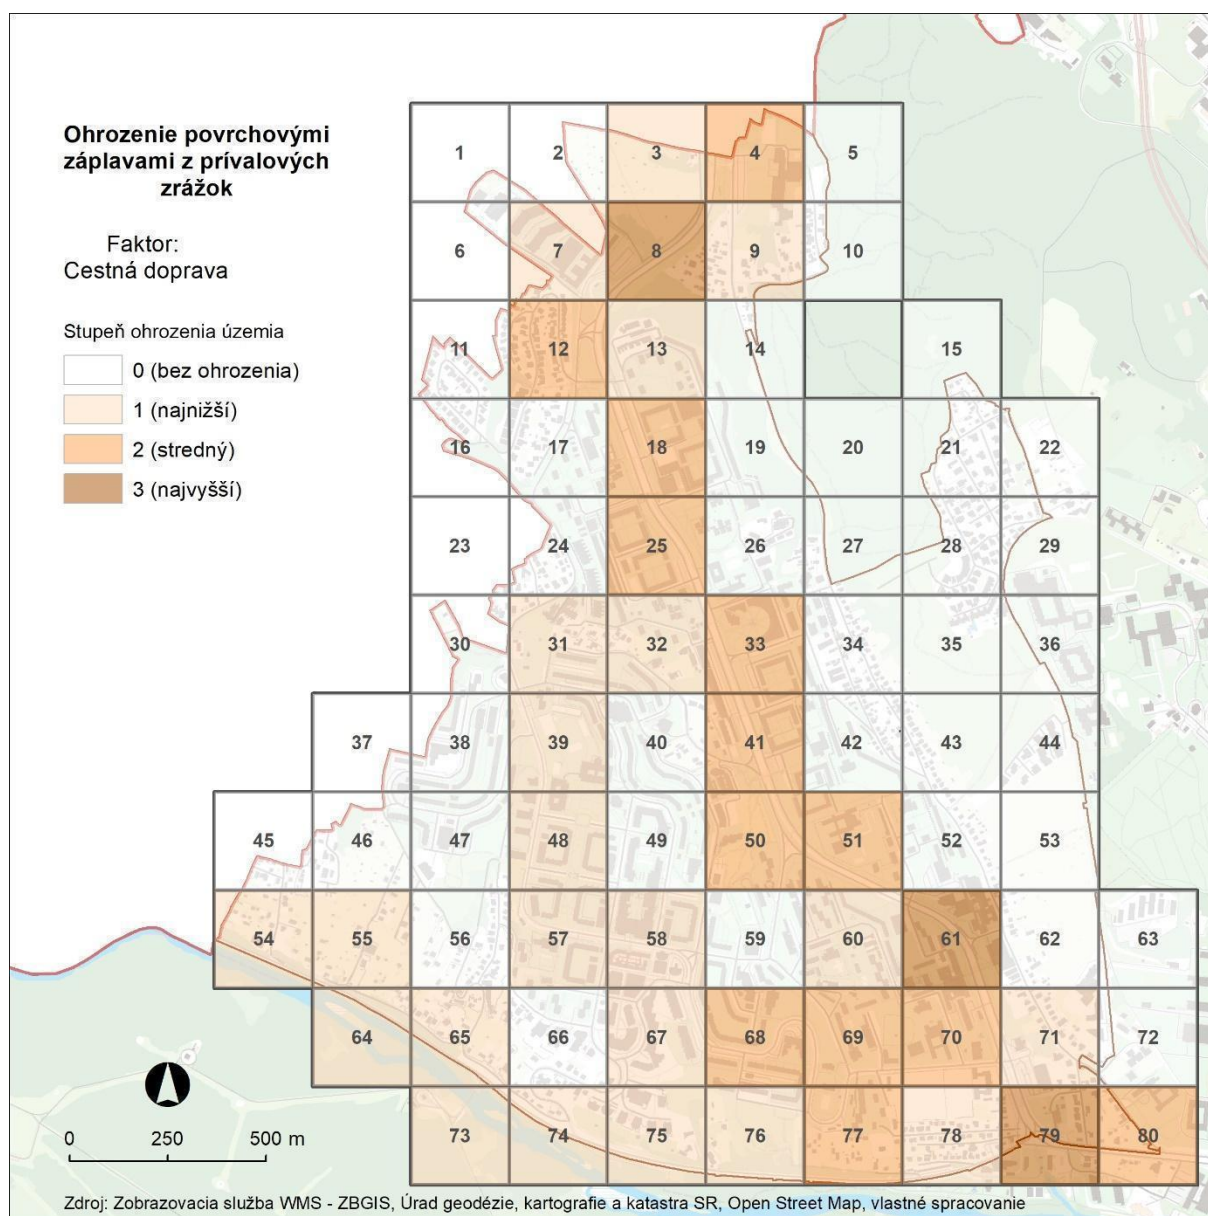 Ohrozenie povrchovými
záplavami z prívalových
zrážok
Faktor:
Cestná doprava
Stupeň ohrozenia územia
0 (bez ohrozenia)
1 (najnižší)
2 (stredný)
3 (najvyšší)
1 2 3 4 5
6 7 8 9 10
11 12 13 14 15
16 17 18 19 20 21 22
23 24 25 26 27 28 29
30 31 32 33 34 35 36
37 38 39 40 41 42 43 44
45 46 47 48 49 50 51 52 53
54 55 56 57 58 59 60 61 62 63
64 65 66 67 68 69 70 71 72
73 74 75 76 77 78 79 80
0 250 500 m
Zdroj: Zobrazovacia služba WMS - ZBGIS, Úrad geodézie, kartografie a katastra SR, Open Street Map, vlastné spracovanie